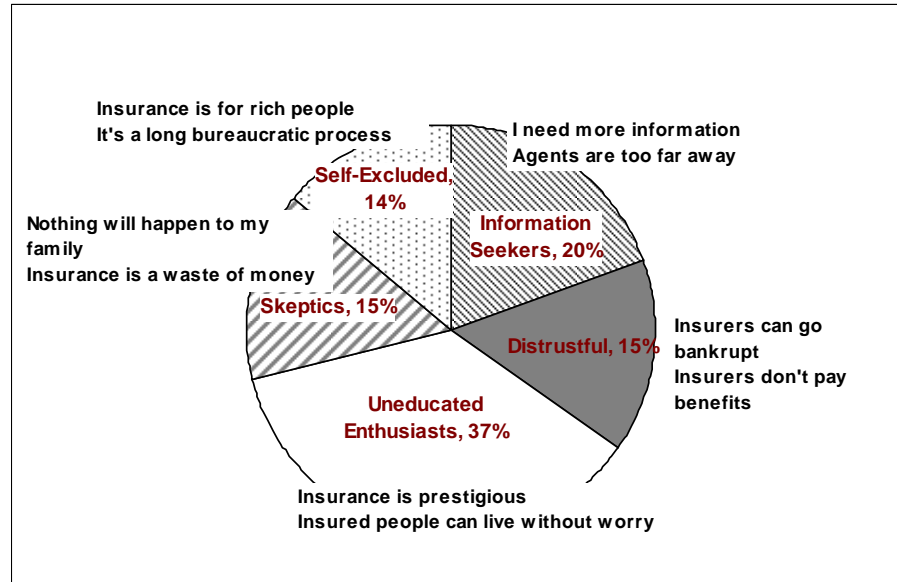 Insurance is for rich people
It's a long bureaucratic process
I need more information
Agents are too far away
Self-Excluded,
14%
Information
Seekers, 20%
Nothing will happen to my
family
Insurance is a waste of money
Skeptics, 15%
Distrustful, 15%
Insurers can go
bankrupt
Insurers don't pay
benefits
Uneducated
Enthusiasts, 37%
Insurance is prestigious
Insured people can live without worry